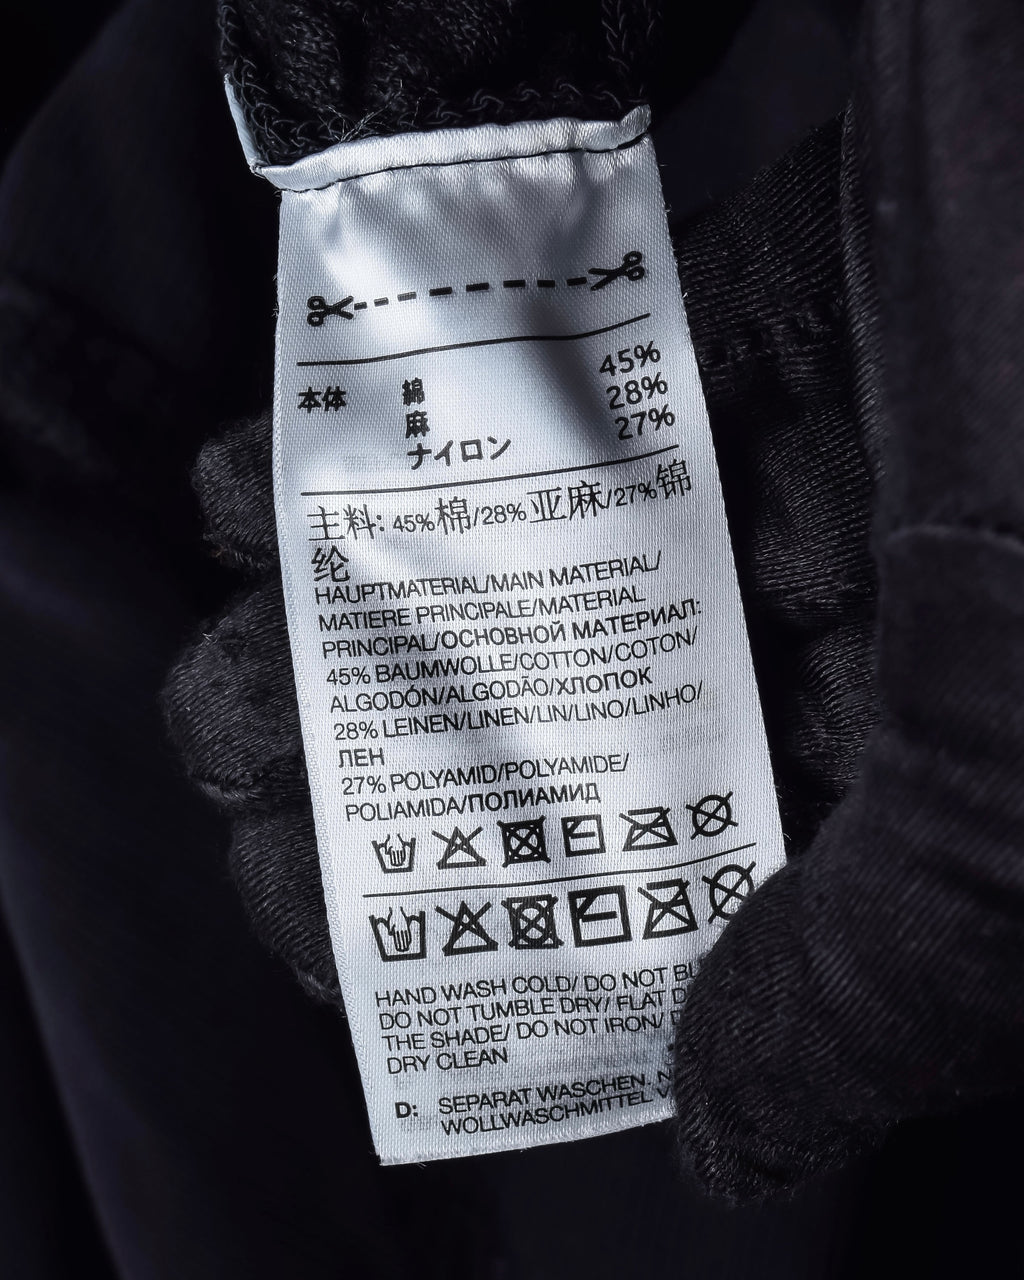 本体 綿 45%
麻 28%
ナイロン 27%
主料: 45%棉/28%亚麻/27%锦
纶
HAUPTMATERIAL/MAIN MATERIAL/
MATIERE PRINCIPALE/MATERIAL
PRINCIPAL/ОСНОВНОЙ МАТЕРИАЛ:
45% BAUMWOLLE/COTTON/COTON/
ALGODÓN/ALGODÃO/ХЛОПОК
28% LEINEN/LINEN/LIN/LINO/LINHO/
ЛЕН
27% POLYAMID/POLYAMIDE/
POLIAMIDA/ПОЛИАМИД
HAND WASH COLD/ DO NOT
DO NOT TUMBLE DRY/ FLAT
THE SHADE/ DO NOT IRON/
DRY CLEAN
D: SEPARAT WASCHEN.
WOLLWASCHMITTEL